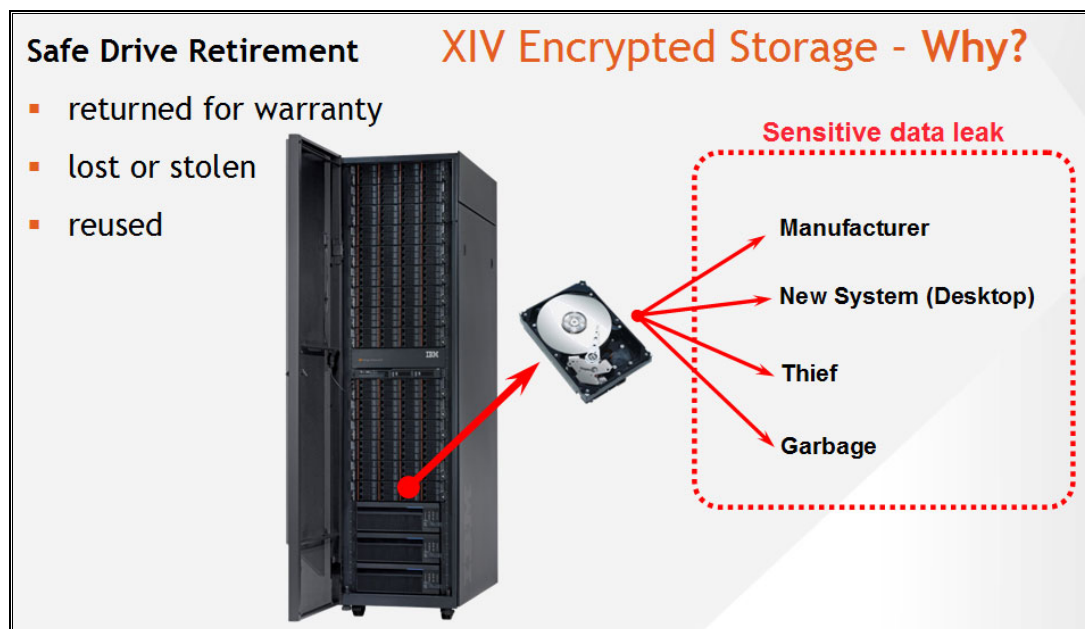 Safe Drive Retirement
XIV Encrypted Storage - Why?
▪ returned for warranty
▪ lost or stolen
▪ reused
Sensitive data leak
Manufacturer
New System (Desktop)
Thief
Garbage
IBM